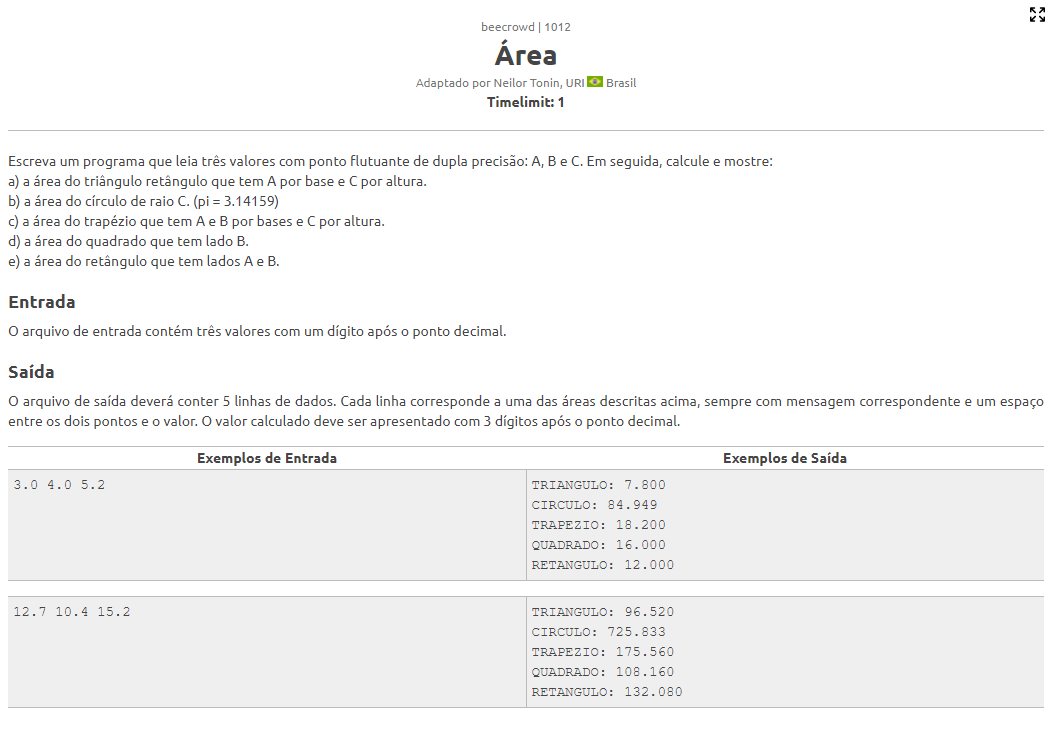 beecrowd | 1012
Área
Adaptado por Neilor Tonin, URI Brasil
Timelimit: 1
Escreva um programa que leia três valores com ponto flutuante de dupla precisão: A, B e C. Em seguida, calcule e mostre:
a) a área do triângulo retângulo que tem A por base e C por altura.
b) a área do círculo de raio C. (pi = 3.14159)
c) a área do trapézio que tem A e B por bases e C por altura.
d) a área do quadrado que tem lado B.
e) a área do retângulo que tem lados A e B.
Entrada
O arquivo de entrada contém três valores com um dígito após o ponto decimal.
Saída
O arquivo de saída deverá conter 5 linhas de dados. Cada linha corresponde a uma das áreas descritas acima, sempre com mensagem correspondente e um espaço
entre os dois pontos e o valor. O valor calculado deve ser apresentado com 3 dígitos após o ponto decimal.
Exemplos de Entrada
Exemplos de Saída
3.0 4.0 5.2
TRIANGULO: 7.800
CIRCULO: 84.949
TRAPEZIO: 18.200
QUADRADO: 16.000
RETANGULO: 12.000
12.7 10.4 15.2
TRIANGULO: 96.520
CIRCULO: 725.833
TRAPEZIO: 175.560
QUADRADO: 108.160
RETANGULO: 132.080